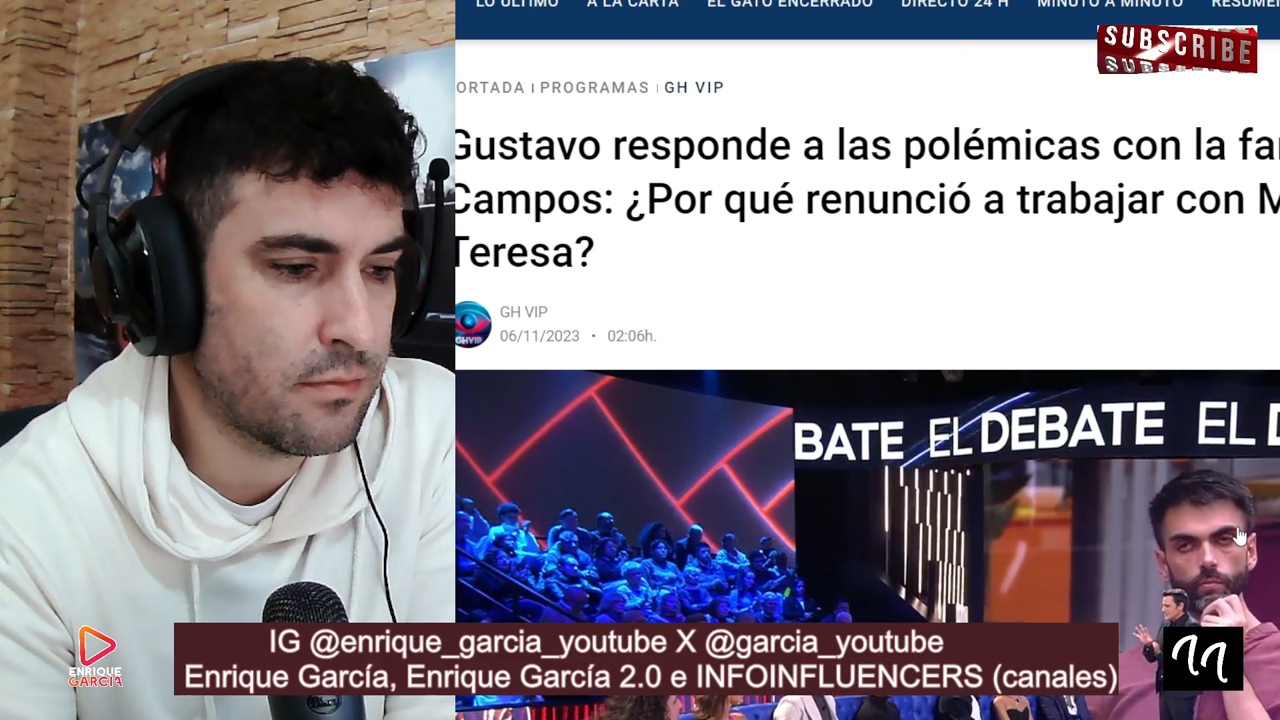 LO ÚLTIMO A LA CARTA EL GATO ENCERRADO DIRECTO 24 H MINUTO A MINUTO
SUBSCRIBE
ORTADA | PROGRAMAS | GH VIP
Gustavo responde a las polémicas con la
Campos: ¿Por qué renunció a trabajar con M
Teresa?
GH VIP
06/11/2023 • 02:06h.
GHVIP
BATE EL DEBATE EL D
IG @enrique_garcia_youtube X @garcia_youtube
Enrique García, Enrique García 2.0 e INFOINFLUENCERS (canales)
ENRIQUE
GARCÍA